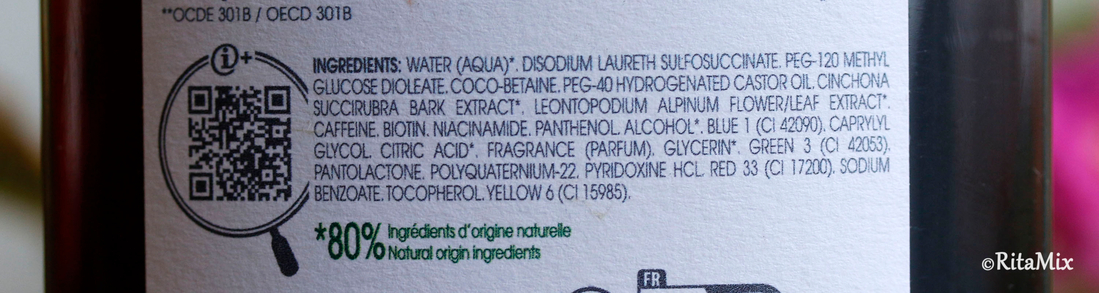 **OCDE 301B / OECD 301B
i+
INGREDIENTS: WATER (AQUA)*. DISODIUM LAURETH SULFOSUCCINATE. PEG-120 METHYL
GLUCOSE DIOLEATE. COCO-BETAINE. PEG-40 HYDROGENATED CASTOR OIL. CINCHONA
SUCCIRUBRA BARK EXTRACT*. LEONTOPODIUM ALPINUM FLOWER/LEAF EXTRACT*.
CAFFEINE. BIOTIN. NIACINAMIDE. PANTHENOL. ALCOHOL*. BLUE 1 (CI 42090). CAPRYLYL
GLYCOL. CITRIC ACID*. FRAGRANCE (PARFUM). GLYCERIN*. GREEN 3 (CI 42053).
PANTOLACTONE. POLYQUATERNIUM-22. PYRIDOXINE HCL. RED 33 (CI 17200). SODIUM
BENZOATE. TOCOPHEROL. YELLOW 6 (CI 15985).
*80% Ingrédients d'origine naturelle
Natural origin ingredients
FR
©RitaMix